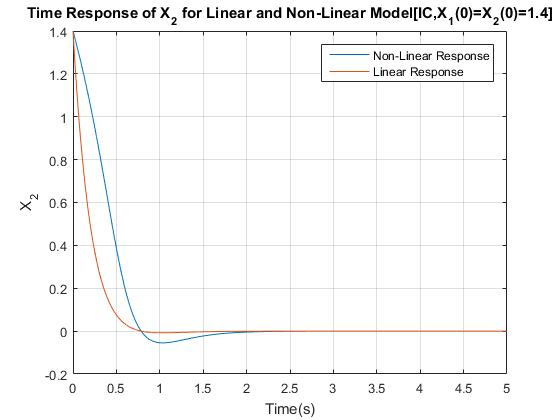 Time Response of X2 for Linear and Non-Linear Model[IC,X1(0)=X2(0)=1.4]
1.4
Non-Linear Response
Linear Response
1.2
1
0.8
0.6
X2
0.4
0.2
0
-0.2
0 0.5 1 1.5 2 2.5 3 3.5 4 4.5 5
Time(s)